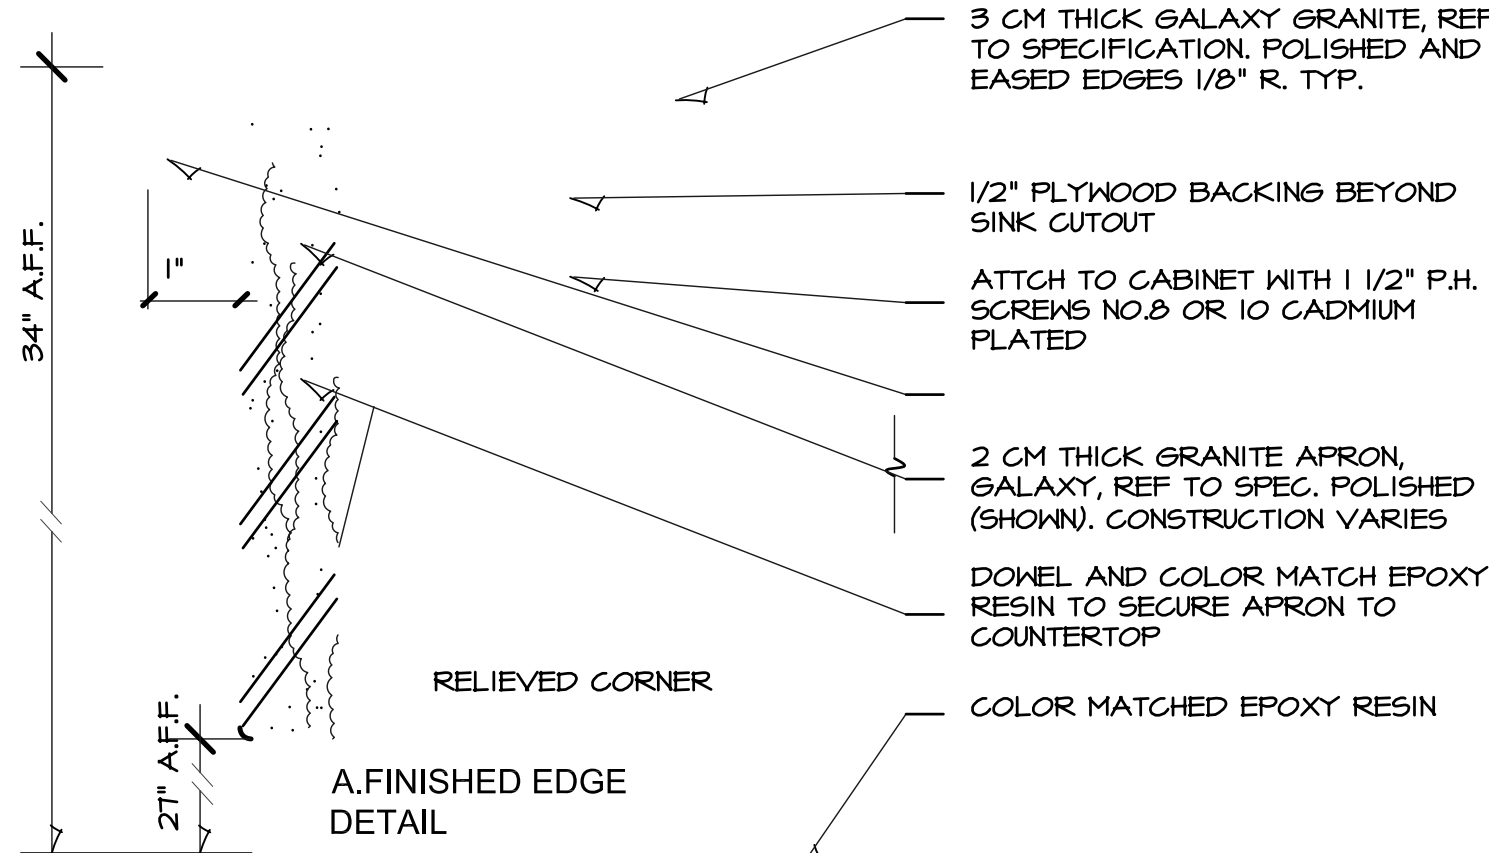 3 CM THICK GALAXY GRANITE, REF
TO SPECIFICATION. POLISHED AND
EASED EDGES 1/8" R. TYP.
1/2" PLYWOOD BACKING BEYOND
SINK CUTOUT
ATTCH TO CABINET WITH 1 1/2" P.H.
SCREWS NO.8 OR 10 CADMIUM
PLATED
2 CM THICK GRANITE APRON,
GALAXY, REF TO SPEC. POLISHED
(SHOWN). CONSTRUCTION VARIES
DOWEL AND COLOR MATCH EPOXY
RESIN TO SECURE APRON TO
COUNTERTOP
COLOR MATCHED EPOXY RESIN
34" A.F.F.
1"
27" A.F.F.
RELIEVED CORNER
A.FINISHED EDGE
DETAIL